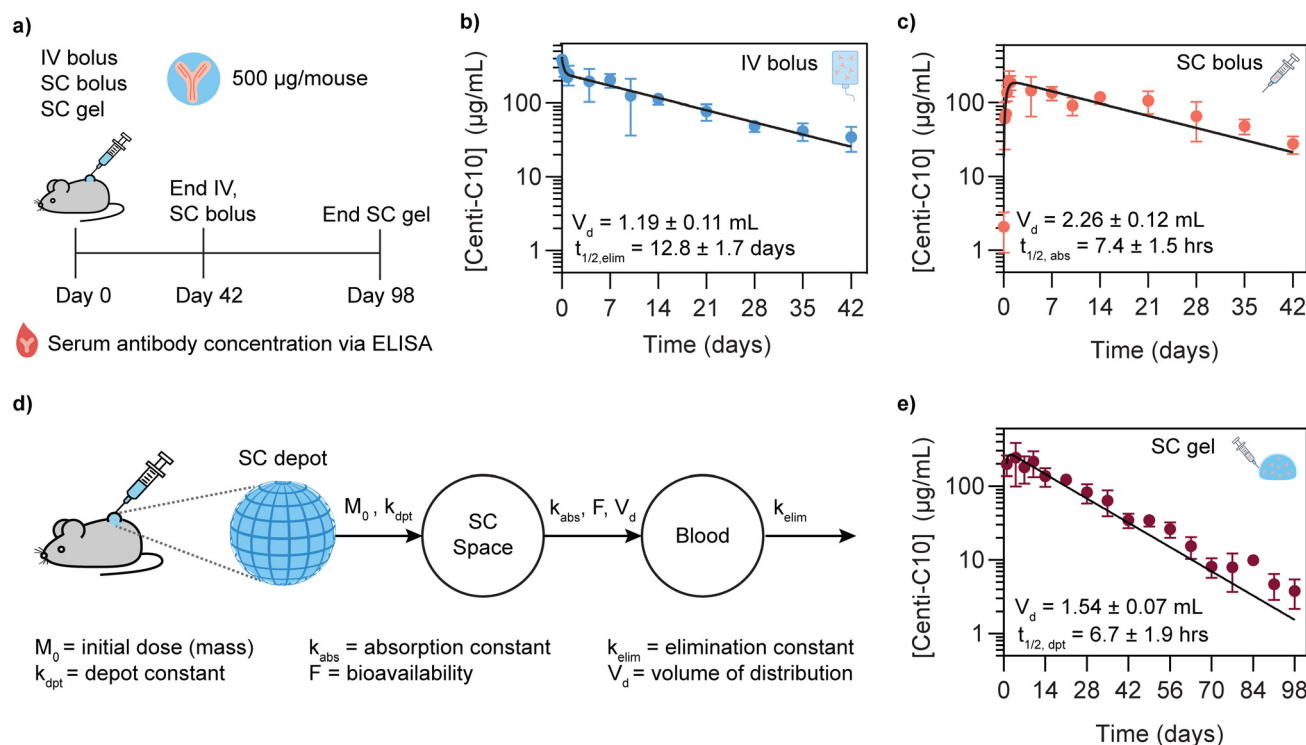 a)
IV bolus
SC bolus
SC gel
500 µg/mouse
End IV,
SC bolus
End SC gel
Day 0
Day 42
Day 98
Serum antibody concentration via ELISA
b)
IV bolus
[Centi-C10] (µg/mL)
100
10
1
V_d = 1.19 ± 0.11 mL
t_1/2,elim = 12.8 ± 1.7 days
0 7 14 21 28 35 42
Time (days)
c)
SC bolus
[Centi-C10] (µg/mL)
100
10
1
V_d = 2.26 ± 0.12 mL
t_1/2, abs = 7.4 ± 1.5 hrs
0 7 14 21 28 35 42
Time (days)
d)
SC depot
M_0 , k_dpt
SC
Space
k_abs, F, V_d
Blood
k_elim
M_0 = initial dose (mass)
k_dpt = depot constant
k_abs = absorption constant
F = bioavailability
k_elim = elimination constant
V_d = volume of distribution
e)
SC gel
[Centi-C10] (µg/mL)
100
10
1
V_d = 1.54 ± 0.07 mL
t_1/2, dpt = 6.7 ± 1.9 hrs
0 14 28 42 56 70 84 98
Time (days)